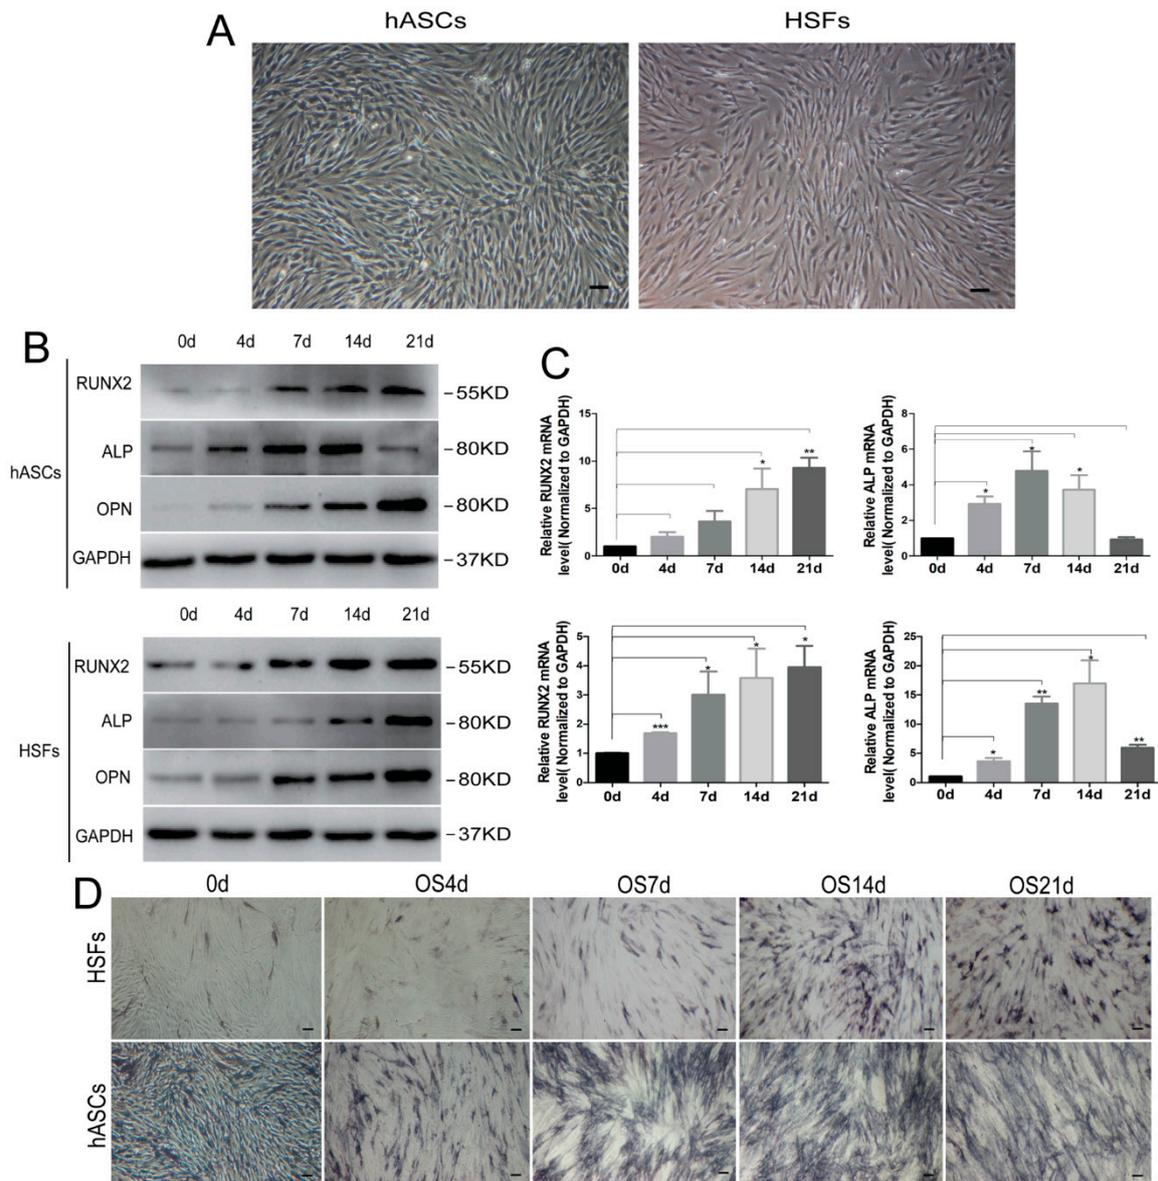 A
hASCs HSFs
B
0d 4d 7d 14d 21d
hASCs
RUNX2 -55KD
ALP -80KD
OPN -80KD
GAPDH -37KD
0d 4d 7d 14d 21d
HSFs
RUNX2 -55KD
ALP -80KD
OPN -80KD
GAPDH -37KD
C
Relative RUNX2 mRNA
level( Normalized to GAPDH)
15
10
5
0
* **
0d 4d 7d 14d 21d
Relative ALP mRNA
level( Normalized to GAPDH)
8
6
4
2
0
* * *
0d 4d 7d 14d 21d
Relative RUNX2 mRNA
level( Normalized to GAPDH)
5
4
3
2
1
0
*** * * *
0d 4d 7d 14d 21d
Relative ALP mRNA
level( Normalized to GAPDH)
25
20
15
10
5
0
* ** * **
0d 4d 7d 14d 21d
D
0d OS4d OS7d OS14d OS21d
HSFs
hASCs